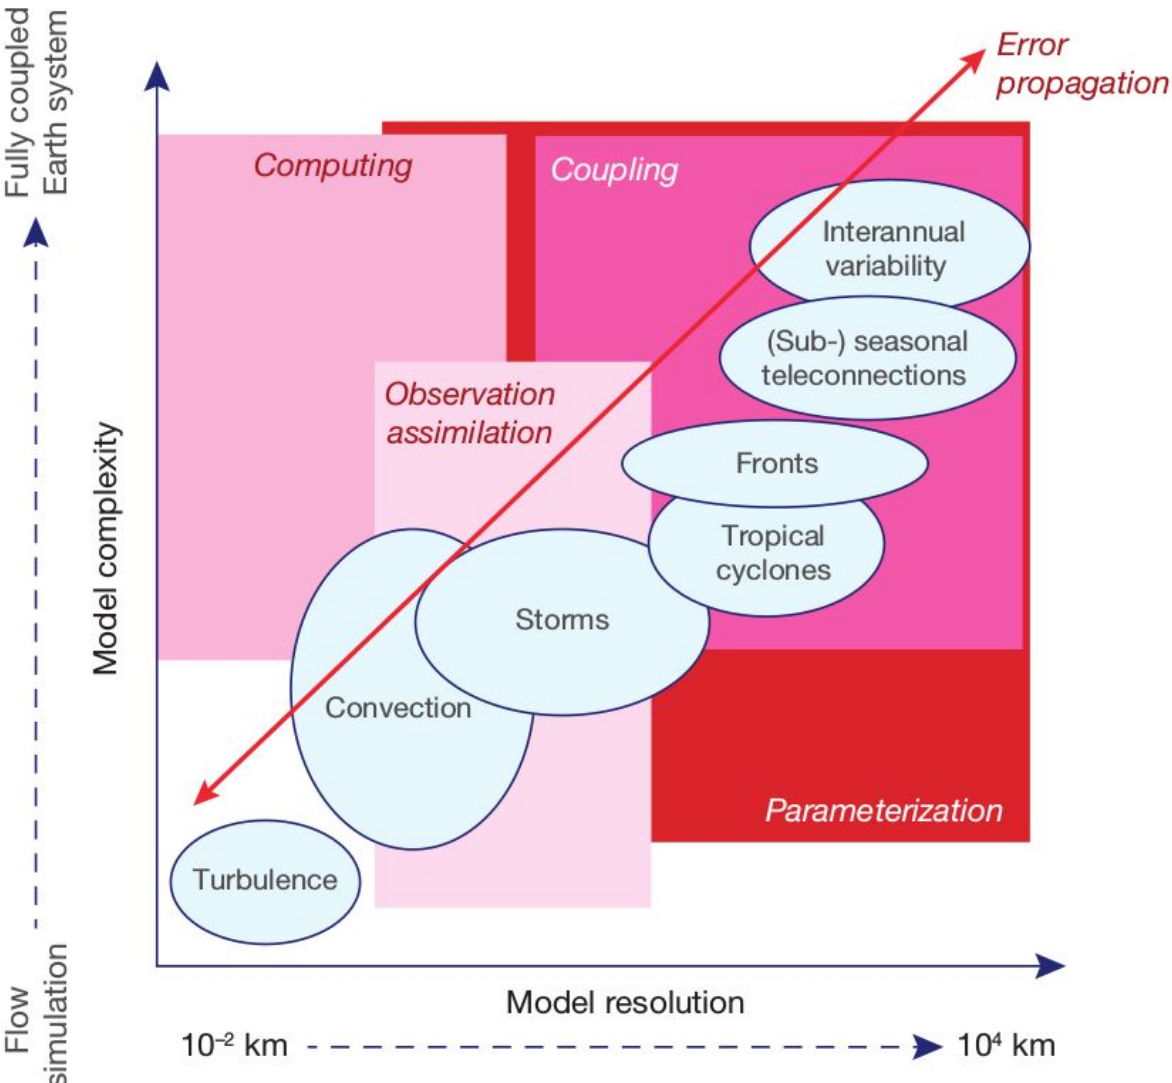 Fully coupled
Earth system
Error
propagation
Computing
Coupling
Interannual
variability
(Sub-) seasonal
teleconnections
Observation
assimilation
Fronts
Tropical
cyclones
Storms
Convection
Parameterization
Turbulence
Model complexity
Flow
simulation
Model resolution
10⁻² km
10⁴ km